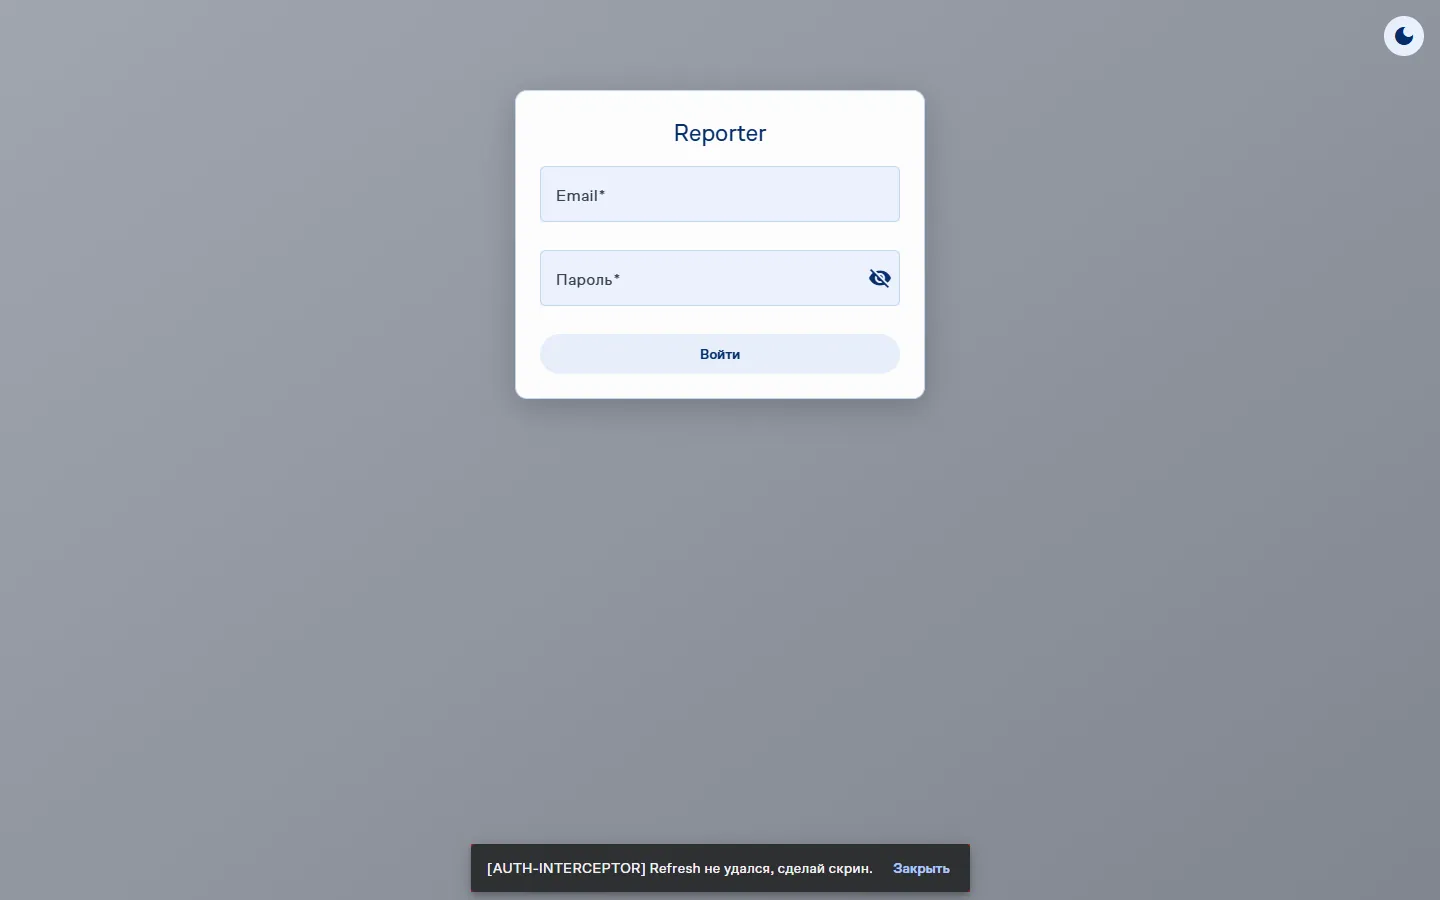 Reporter
Email*
Пароль*
Войти
[AUTH-INTERCEPTOR] Refresh не удался, сделай скрин. Закрыть